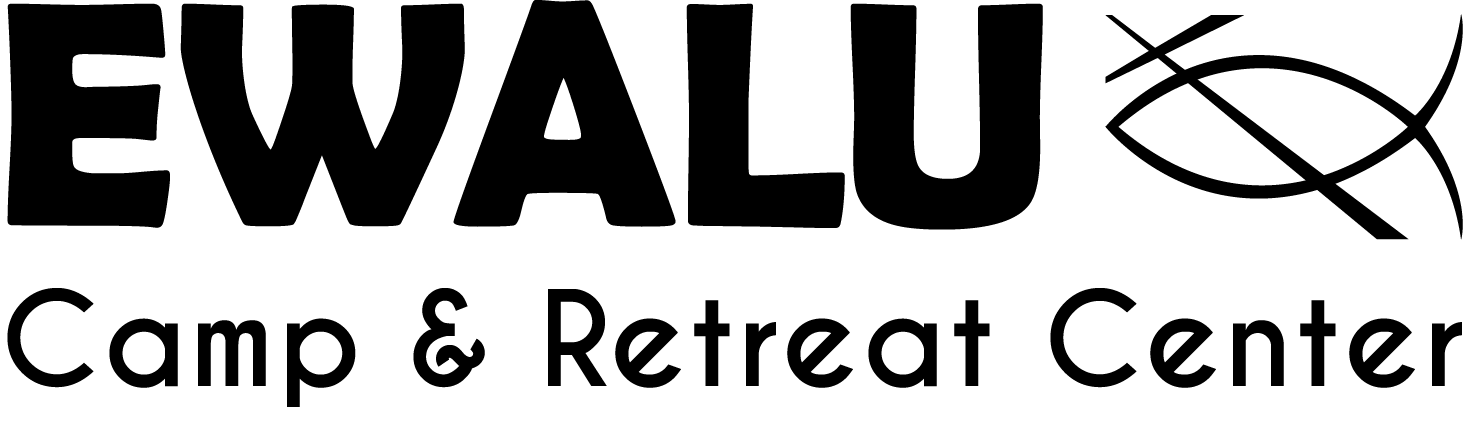 EWALU
Camp & Retreat Center